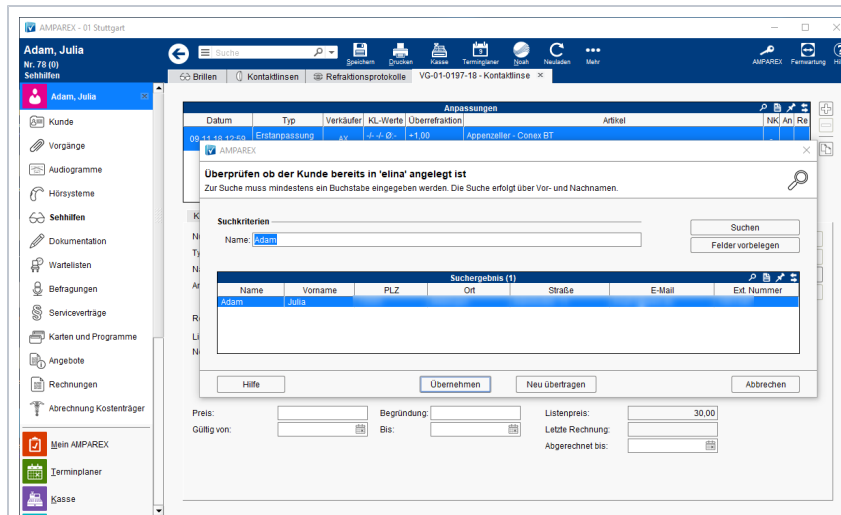 AMPAREX - 01 Stuttgart
Adam, Julia
Nr. 78 (0)
Sehhilfen
Suche
Speichern
Drucken
Kasse
Terminplaner
Noah
Neuladen
Mehr
AMPAREX
Fernwartung
Brillen
Kontaktlinsen
Refraktionsprotokolle
VG-01-0197-18 - Kontaktlinse
Adam, Julia
Kunde
Vorgänge
Audiogramme
Hörsysteme
Sehhilfen
Dokumentation
Wartelisten
Befragungen
Serviceverträge
Karten und Programme
Angebote
Rechnungen
Abrechnung Kostenträger
Mein AMPAREX
Terminplaner
Kasse
Anpassungen
Datum Typ Verkäufer KL-Werte Überrefraktion Artikel NK An Re
09.11.18 12:59 Erstanpassung AX -/- -/- Ø:- +1,00 Appenzeller - Conex BT
AMPAREX
Überprüfen ob der Kunde bereits in 'elina' angelegt ist
Zur Suche muss mindestens ein Buchstabe eingegeben werden. Die Suche erfolgt über Vor- und Nachnamen.
Suchkriterien
Name: Adam
Suchen
Felder vorbelegen
Suchergebnis (1)
Name Vorname PLZ Ort Straße E-Mail Ext. Nummer
Adam Julia
Hilfe
Übernehmen
Neu übertragen
Abbrechen
Preis:
Begründung:
Listenpreis: 30,00
Gültig von:
Bis:
Letzte Rechnung:
Abgerechnet bis: